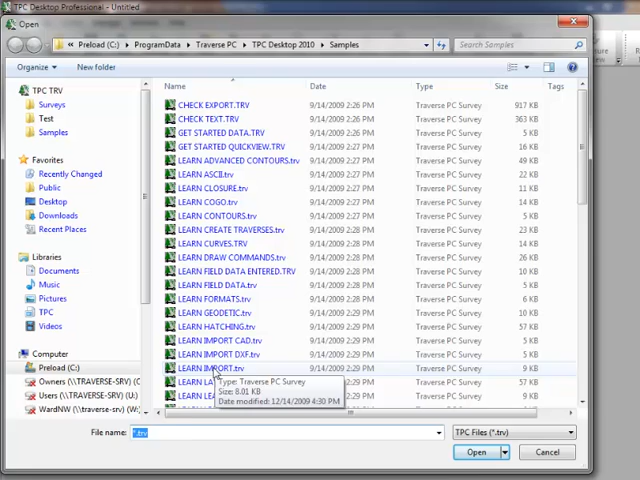 TPC Desktop Professional - Untitled
Open
Preload (C:) ProgramData Traverse PC TPC Desktop 2010 Samples
Search Samples
Organize New folder
TPC TRV
Surveys
Test
Samples
Favorites
Recently Changed
Public
Desktop
Downloads
Recent Places
Libraries
Documents
Music
Pictures
TPC
Videos
Computer
Preload (C:)
Owners (\\TRAVERSE-SRV) (
Users (\\TRAVERSE-SRV) (
WardNW (\\traverse-srv) (
Name Date Type Size Tags
CHECK EXPORT.TRV 9/14/2009 2:26 PM Traverse PC Survey 917 KB
CHECK TEXT.TRV 9/14/2009 2:26 PM Traverse PC Survey 363 KB
GET STARTED DATA.TRV 9/14/2009 2:26 PM Traverse PC Survey 5 KB
GET STARTED QUICKVIEW.TRV 9/14/2009 2:27 PM Traverse PC Survey 16 KB
LEARN ADVANCED CONTOURS.trv 9/14/2009 2:27 PM Traverse PC Survey 49 KB
LEARN ASCII.trv 9/14/2009 2:27 PM Traverse PC Survey 22 KB
LEARN CLOSURE.trv 9/14/2009 2:27 PM Traverse PC Survey 14 KB
LEARN COGO.trv 9/14/2009 2:27 PM Traverse PC Survey 14 KB
LEARN CONTOURS.trv 9/14/2009 2:27 PM Traverse PC Survey 14 KB
LEARN CREATE TRAVERSES.trv 9/14/2009 2:28 PM Traverse PC Survey 23 KB
LEARN CURVES.TRV 9/14/2009 2:28 PM Traverse PC Survey 14 KB
LEARN DRAW COMMANDS.trv 9/14/2009 2:28 PM Traverse PC Survey 26 KB
LEARN FIELD DATA ENTERED.TRV 9/14/2009 2:28 PM Traverse PC Survey 10 KB
LEARN FIELD DATA.trv 9/14/2009 2:28 PM Traverse PC Survey 5 KB
LEARN FORMATS.trv 9/14/2009 2:28 PM Traverse PC Survey 6 KB
LEARN GEODETIC.trv 9/14/2009 2:29 PM Traverse PC Survey 10 KB
LEARN HATCHING.trv 9/14/2009 2:29 PM Traverse PC Survey 57 KB
LEARN IMPORT CAD.trv 9/14/2009 2:29 PM Traverse PC Survey 5 KB
LEARN IMPORT DXF.trv 9/14/2009 2:29 PM Traverse PC Survey 5 KB
LEARN IMPORT.trv 9/14/2009 2:29 PM Traverse PC Survey 9 KB
LEARN LA Traverse PC Survey 57 KB
LEARN LEA Traverse PC Survey 8 KB
Type: Traverse PC Survey
Size: 8.01 KB
Date modified: 12/14/2009 4:30 PM
File name: *.trv TPC Files (*.trv)
Open Cancel